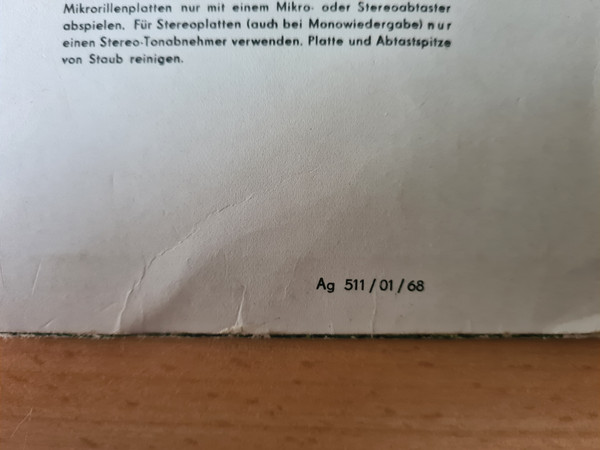 Mikrorillenplatten nur mit einem Mikro- oder Stereoabtaster
abspielen. Für Stereoplatten (auch bei Monowiedergabe) nur
einen Stereo-Tonabnehmer verwenden. Platte und Abtastspitze
von Staub reinigen.
Ag 511/01/68